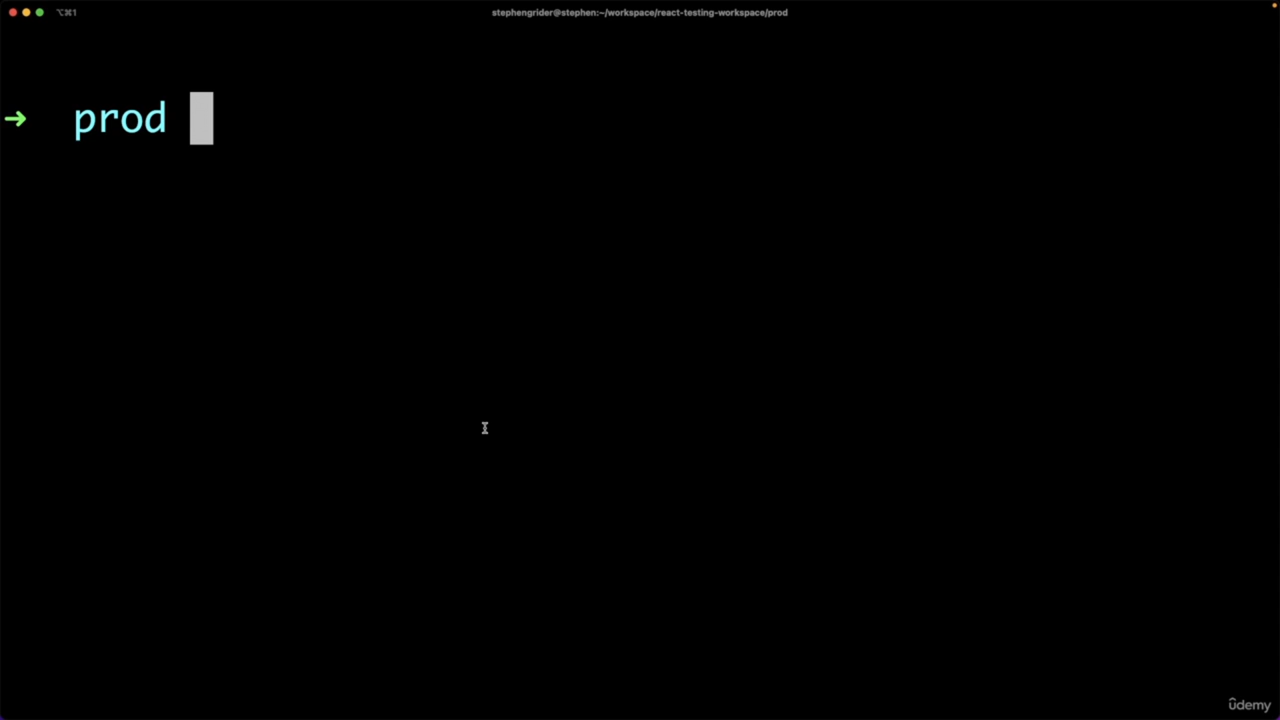 ⌥⌘1
stephengrider@stephen:~/workspace/react-testing-workspace/prod
➜ prod
ûdemy